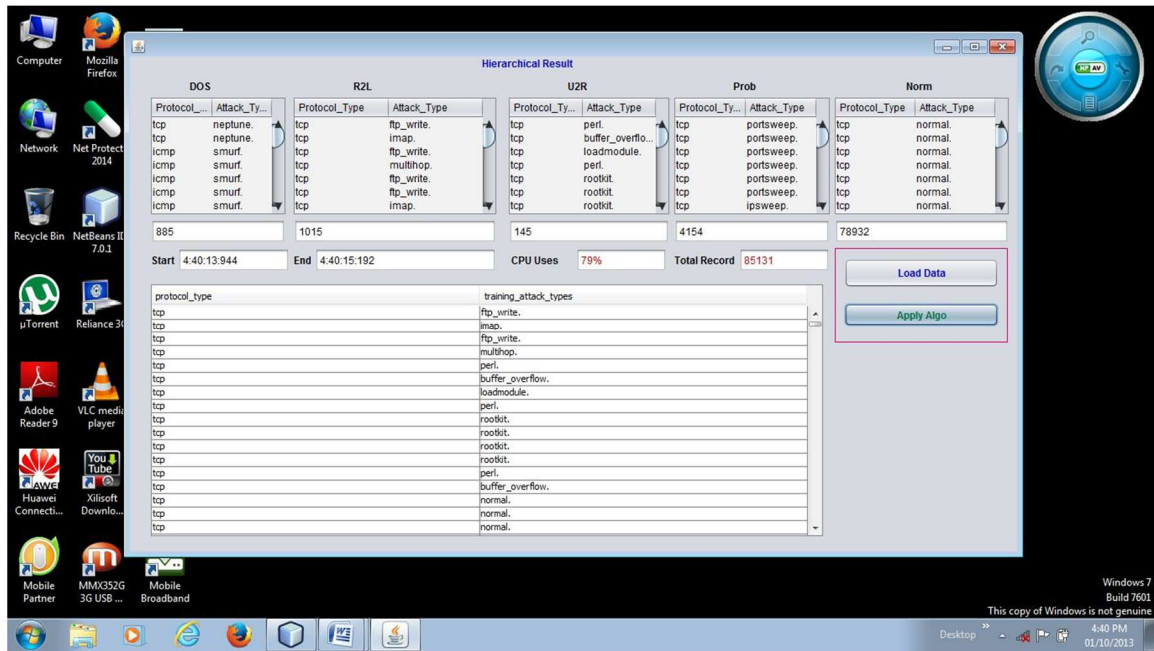 Computer
Mozilla
Firefox
Network
Net Protect
2014
Recycle Bin
NetBeans ID
7.0.1
µTorrent
Reliance 3G
Adobe
Reader 9
VLC media
player
Huawei
Connecti...
You
Tube
Xilisoft
Downlo...
Mobile
Partner
MMX352G
3G USB ...
Mobile
Broadband
Hierarchical Result
DOS R2L U2R Prob Norm
Protocol_... Attack_Ty... Protocol_Type Attack_Type Protocol_Ty... Attack_Type Protocol_Ty... Attack_Type Protocol_Type Attack_Type
tcp neptune. tcp ftp_write. tcp perl. tcp portsweep. tcp normal.
tcp neptune. tcp imap. tcp buffer_overflo... tcp portsweep. tcp normal.
icmp smurf. tcp ftp_write. tcp loadmodule. tcp portsweep. tcp normal.
icmp smurf. tcp multihop. tcp perl. tcp portsweep. tcp normal.
icmp smurf. tcp ftp_write. tcp rootkit. tcp portsweep. tcp normal.
icmp smurf. tcp ftp_write. tcp rootkit. tcp portsweep. tcp normal.
icmp smurf. tcp imap. tcp rootkit. tcp ipsweep. tcp normal.
885 1015 145 4154 78932
Start 4:40:13:944 End 4:40:15:192 CPU Uses 79% Total Record 85131
Load Data
Apply Algo
protocol_type training_attack_types
tcp ftp_write.
tcp imap.
tcp ftp_write.
tcp multihop.
tcp perl.
tcp buffer_overflow.
tcp loadmodule.
tcp perl.
tcp rootkit.
tcp rootkit.
tcp rootkit.
tcp rootkit.
tcp perl.
tcp buffer_overflow.
tcp normal.
tcp normal.
tcp normal.
NP AV
Windows 7
Build 7601
This copy of Windows is not genuine
Desktop
4:40 PM
01/10/2013